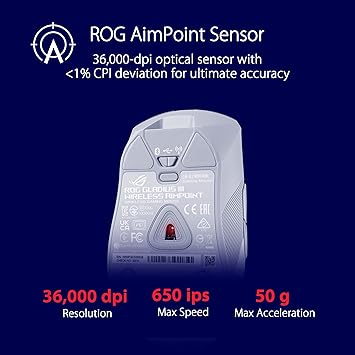 ROG AimPoint Sensor
36,000-dpi optical sensor with
<1% CPI deviation for ultimate accuracy
ROG GLADIUS III
WIRELESS AIMPOINT
36,000 dpi
650 ips
50 g
Resolution
Max Speed
Max Acceleration